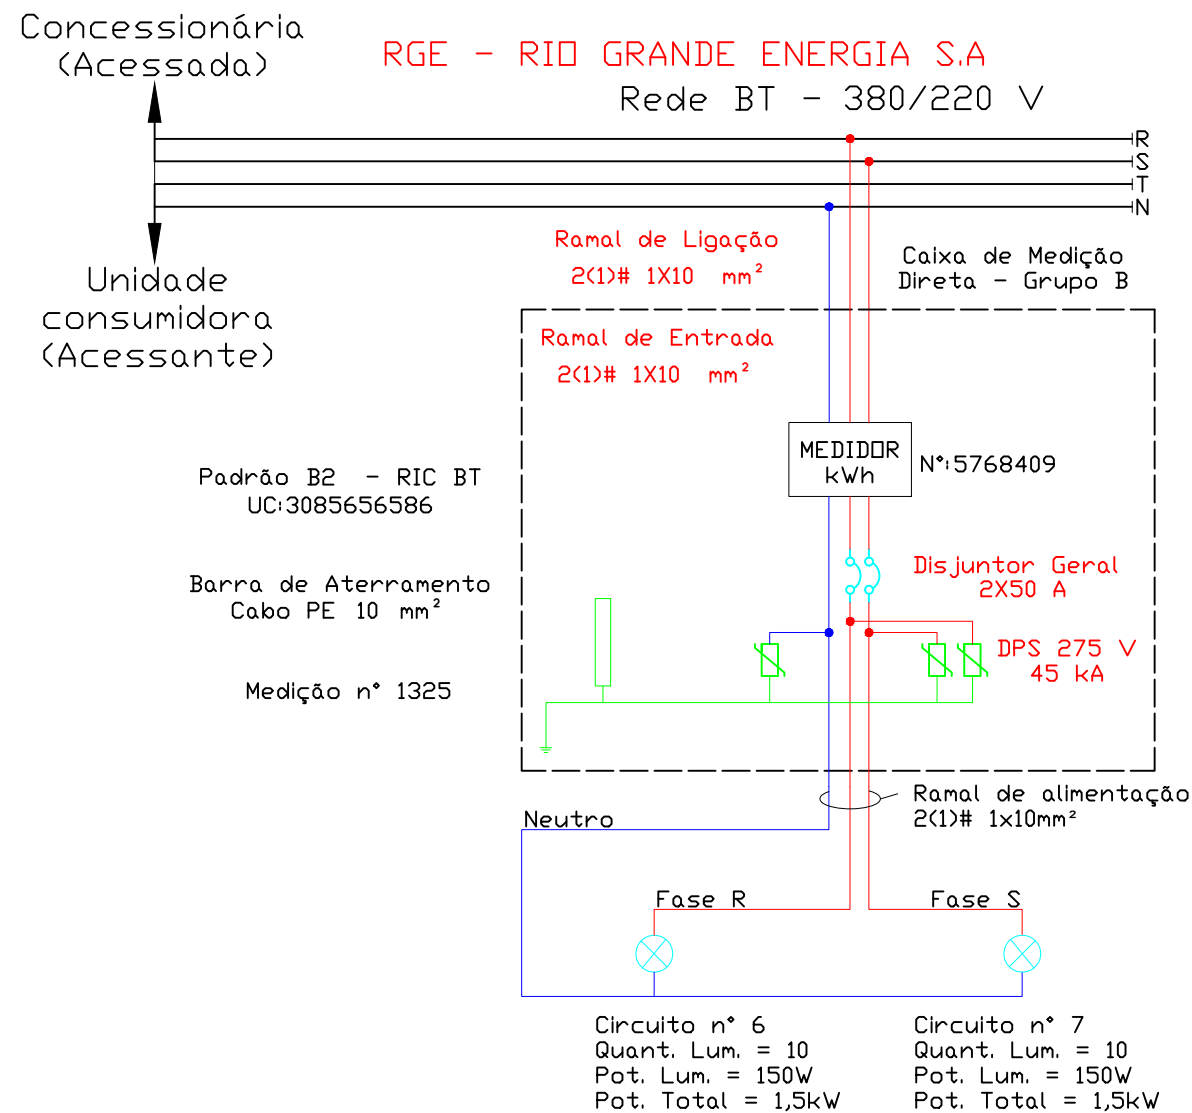 Concessionária
(Acessada)
RGE - RIO GRANDE ENERGIA S.A
Rede BT - 380/220 V
R
S
T
N
Unidade
consumidora
(Acessante)
Ramal de Ligação
2(1)# 1X10 mm²
Caixa de Medição
Direta - Grupo B
Ramal de Entrada
2(1)# 1X10 mm²
MEDIDOR
kWh
N°:5768409
Padrão B2 - RIC BT
UC:3085656586
Disjuntor Geral
2X50 A
Barra de Aterramento
Cabo PE 10 mm²
DPS 275 V
45 kA
Medição n° 1325
Ramal de alimentação
2(1)# 1x10mm²
Neutro
Fase R
Fase S
Circuito n° 6
Quant. Lum. = 10
Pot. Lum. = 150W
Pot. Total = 1,5kW
Circuito n° 7
Quant. Lum. = 10
Pot. Lum. = 150W
Pot. Total = 1,5kW